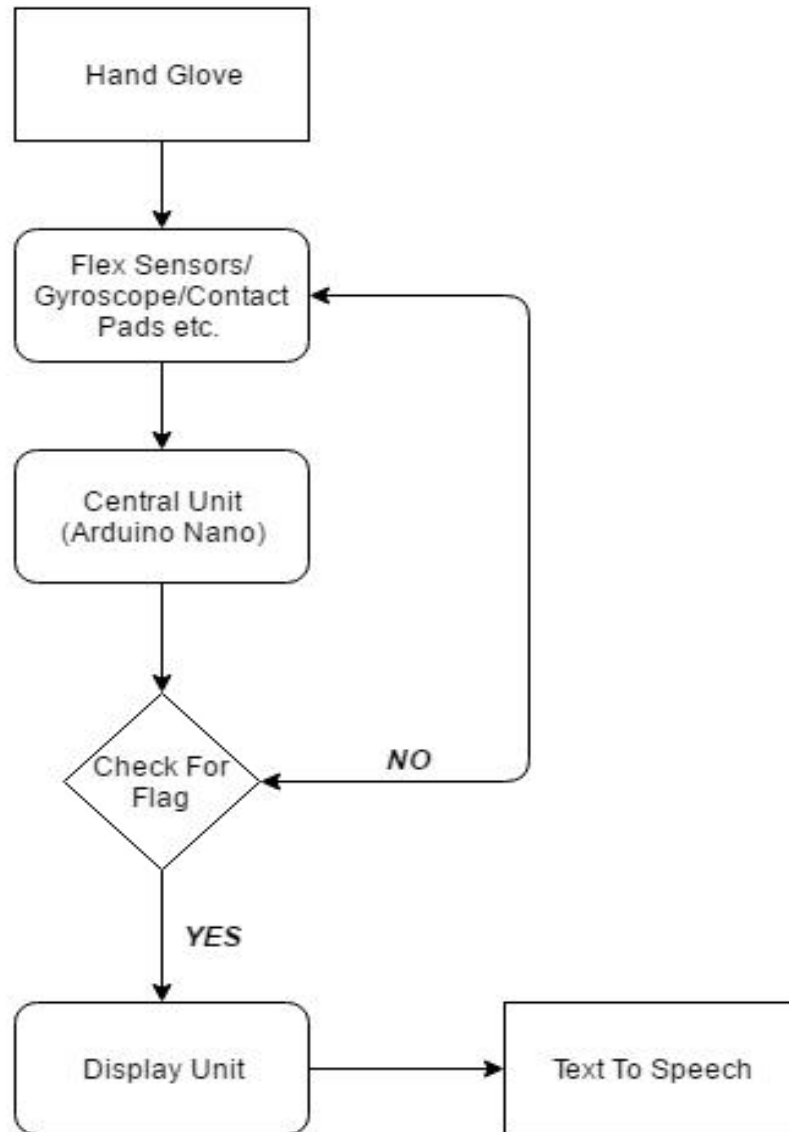 Hand Glove
Flex Sensors/
Gyroscope/Contact
Pads etc.
Central Unit
(Arduino Nano)
Check For
Flag
NO
YES
Display Unit
Text To Speech